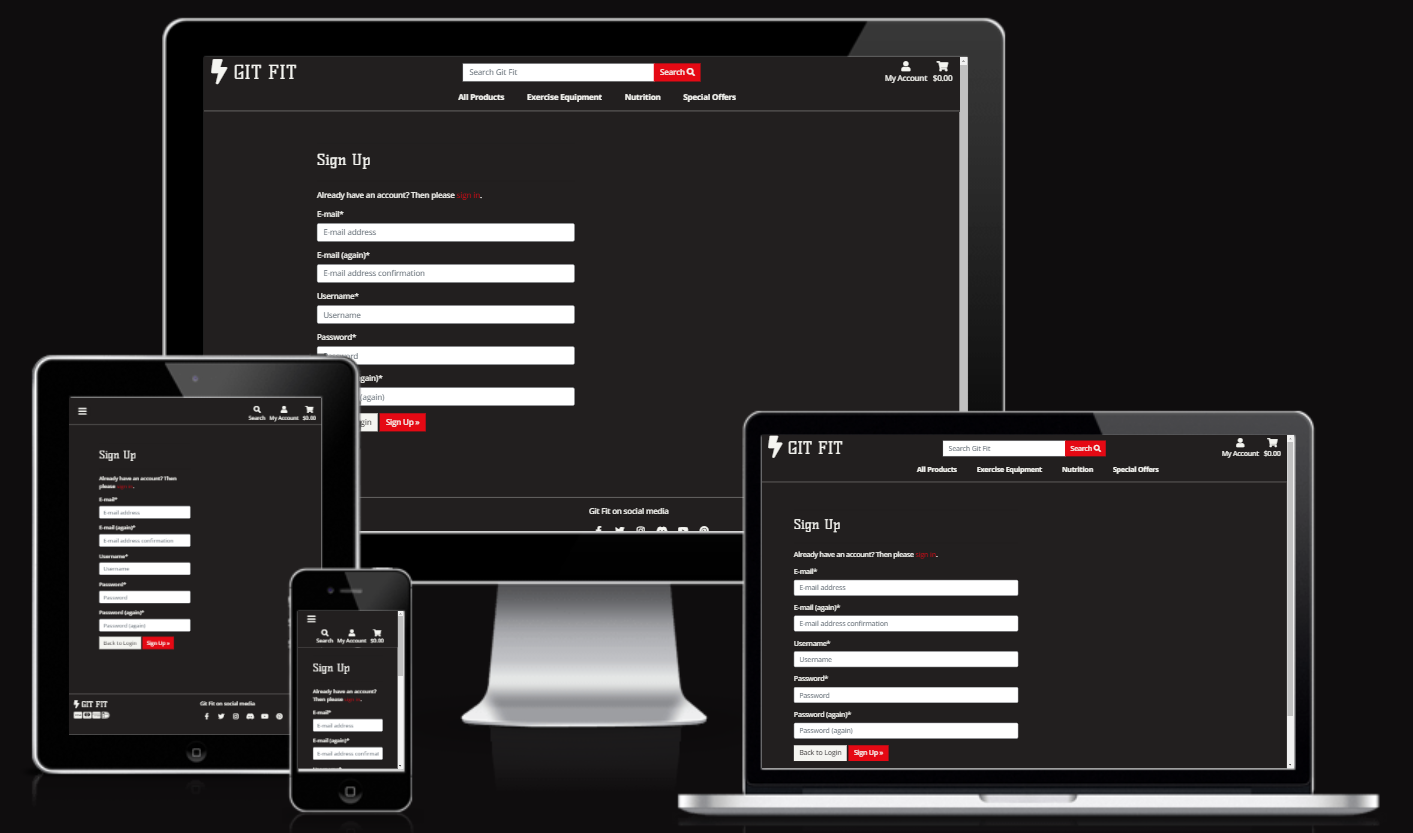 GIT FIT
Search Git Fit
Search
My Account
$0.00
All Products
Exercise Equipment
Nutrition
Special Offers
Sign Up
Already have an account? Then please sign in.
E-mail*
E-mail address
E-mail (again)*
E-mail address confirmation
Username*
Username
Password*
gain)*
(again)
gin
Sign Up »
Git Fit on social media
Search
My Account
$0.00
Sign Up
Already have an account? Then
please sign in.
E-mail*
E-mail address
E-mail (again)*
E-mail address confirmation
Username*
Username
Password*
Password
Password (again)*
Password (again)
Back to Login
Sign Up »
GIT FIT
Git Fit on social media
Search
My Account
$0.00
Sign Up
Already have an account?
Then please sign in.
E-mail*
E-mail address
E-mail (again)*
E-mail address confirmat
GIT FIT
Search Git Fit
Search
My Account
$0.00
All Products
Exercise Equipment
Nutrition
Special Offers
Sign Up
Already have an account? Then please sign in.
E-mail*
E-mail address
E-mail (again)*
E-mail address confirmation
Username*
Username
Password*
Password
Password (again)*
Password (again)
Back to Login
Sign Up »